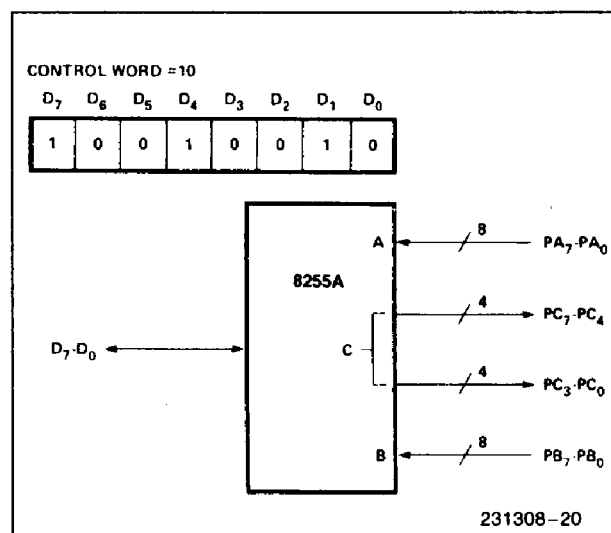 CONTROL WORD =10
D7 D6 D5 D4 D3 D2 D1 D0
1 0 0 1 0 0 1 0
A 8 PA7-PA0
8255A
4 PC7-PC4
D7-D0 C
4 PC3-PC0
B 8 PB7-PB0
231308-20